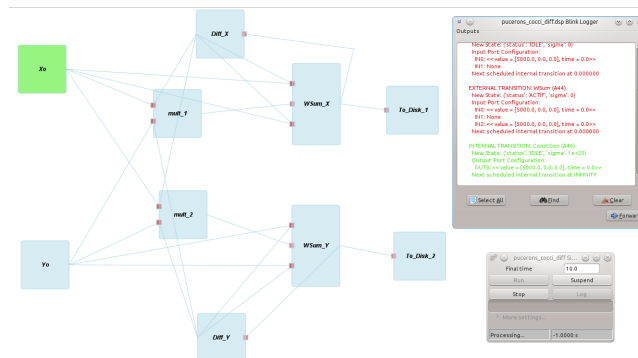 Diff_X
Xo
WSum_X
To_Disk_1
mult_1
mult_2
WSum_Y
To_Disk_2
Yo
Diff_Y
pucerons_cocci_diff.dsp Blink Logger
Outputs
New State: {'status': 'IDLE', 'sigma': 0}
Input Port Configuration:
IN0: << value = [5000.0, 0.0, 0.0], time = 0.0>>
IN1: None
Next scheduled internal transition at 0.000000
EXTERNAL TRANSITION: WSum (A44)
New State: {'status': 'ACTIF', 'sigma': 0}
Input Port Configuration:
IN0: << value = [5000.0, 0.0, 0.0], time = 0.0>>
IN1: None
IN2: << value = [5000.0, 0.0, 0.0], time = 0.0>>
Next scheduled internal transition at 0.000000
INTERNAL TRANSITION: ConstGen (A46)
New State: {'status': 'IDLE', 'sigma': 1e+20}
Output Port Configuration:
OUT0: << value = [5000.0, 0.0, 0.0], time = 0.0>>
Next scheduled internal transition at INFINITY
Select All
Find
Clear
Forward
pucerons_cocci_diff Si...
Final time
10.0
Run
Suspend
Stop
Log
More settings...
Processing...
-1.0000 s